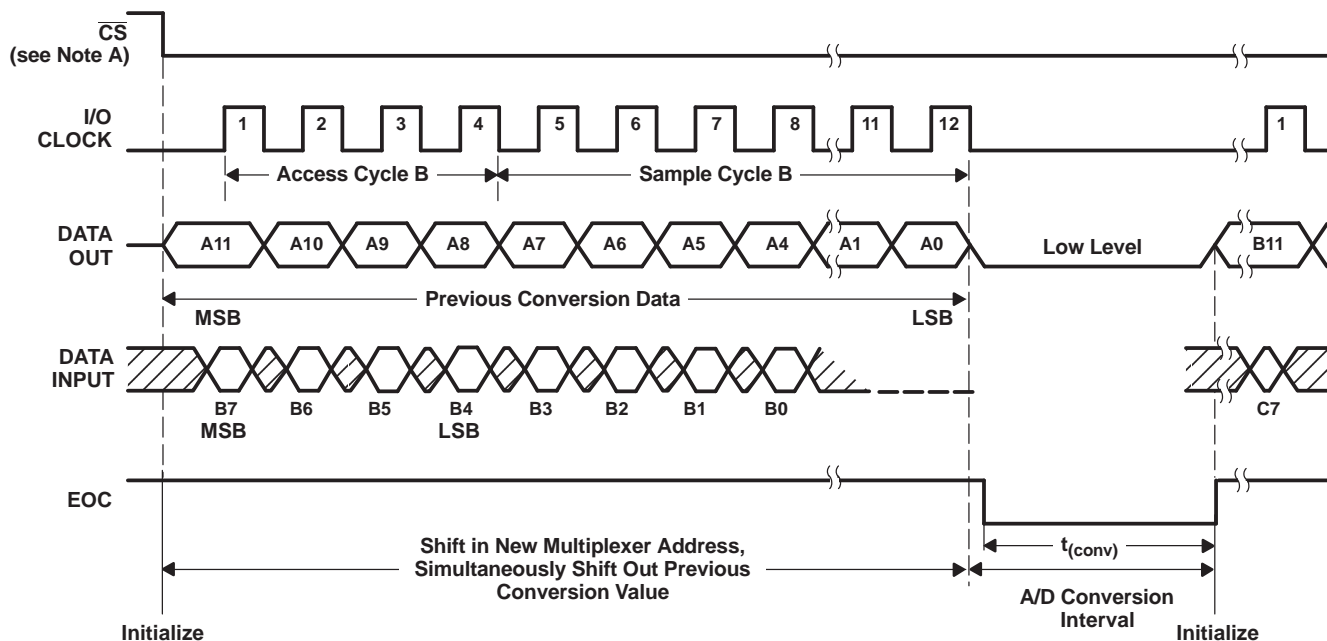 CS
(see Note A)
I/O
CLOCK
1 2 3 4 5 6 7 8 11 12 1
Access Cycle B Sample Cycle B
DATA
OUT
A11 A10 A9 A8 A7 A6 A5 A4 A1 A0 Low Level B11
Previous Conversion Data
MSB LSB
DATA
INPUT
B7 B6 B5 B4 B3 B2 B1 B0 C7
MSB LSB
EOC
t(conv)
Shift in New Multiplexer Address,
Simultaneously Shift Out Previous
Conversion Value
A/D Conversion
Interval
Initialize Initialize